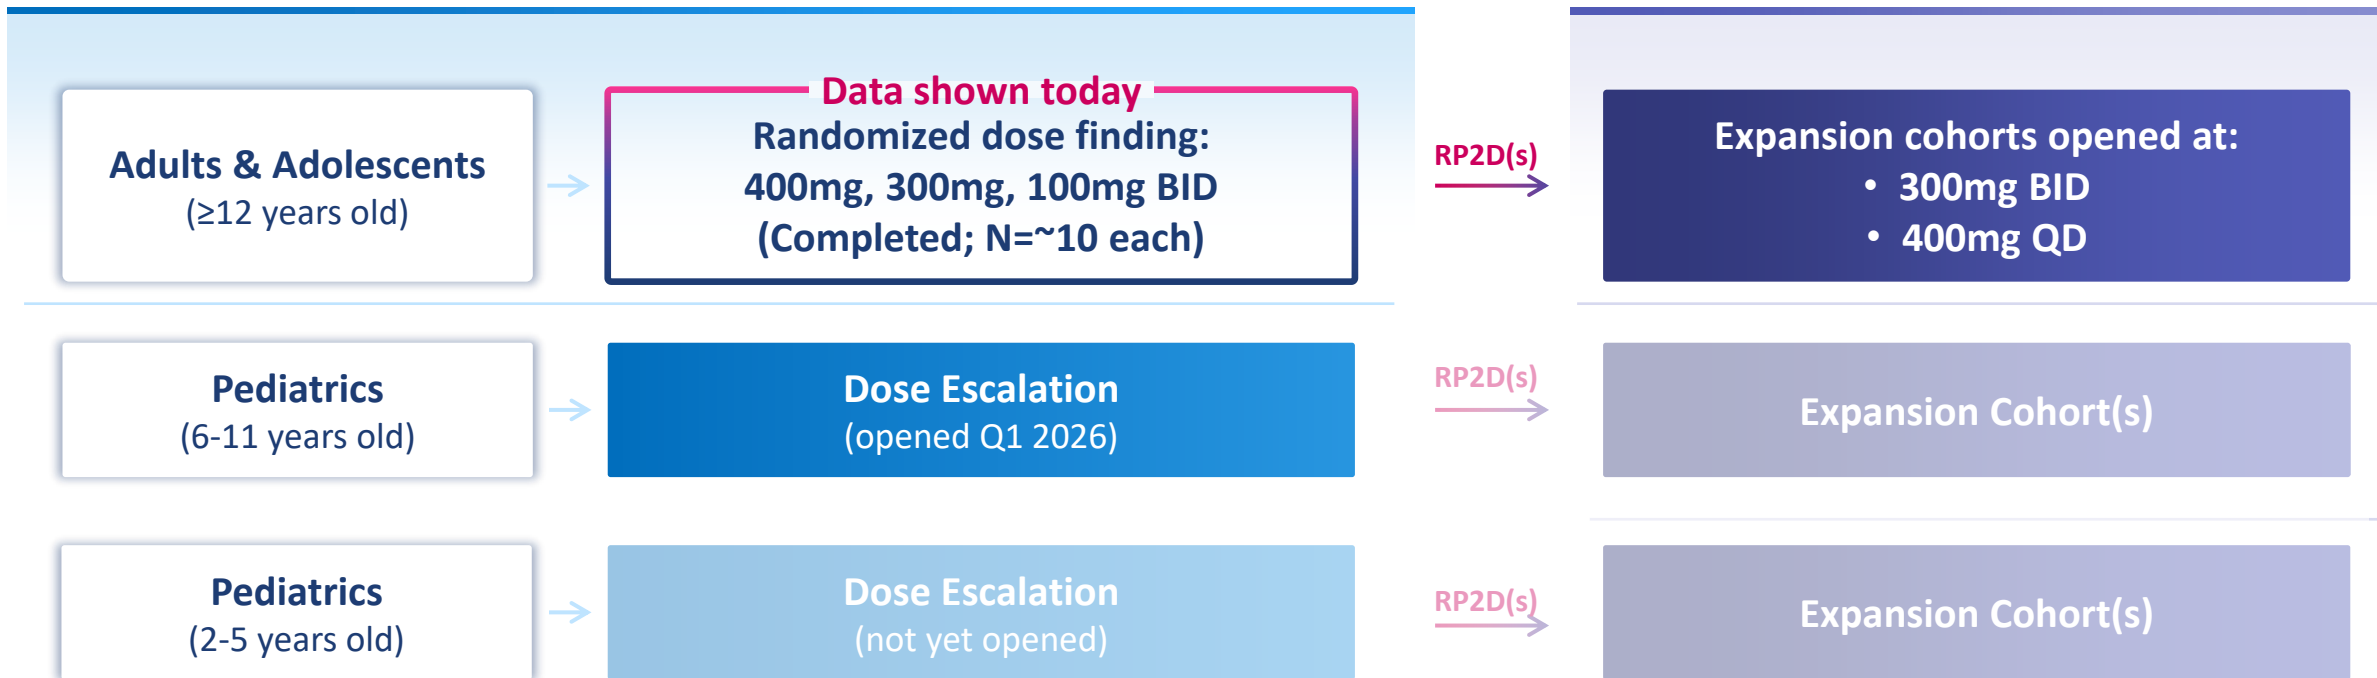 Adults & Adolescents
(≥12 years old)
Data shown today
Randomized dose finding:
400mg, 300mg, 100mg BID
(Completed; N=~10 each)
RP2D(s)
Expansion cohorts opened at:
• 300mg BID
• 400mg QD
Pediatrics
(6-11 years old)
Dose Escalation
(opened Q1 2026)
RP2D(s)
Expansion Cohort(s)
Pediatrics
(2-5 years old)
Dose Escalation
(not yet opened)
RP2D(s)
Expansion Cohort(s)